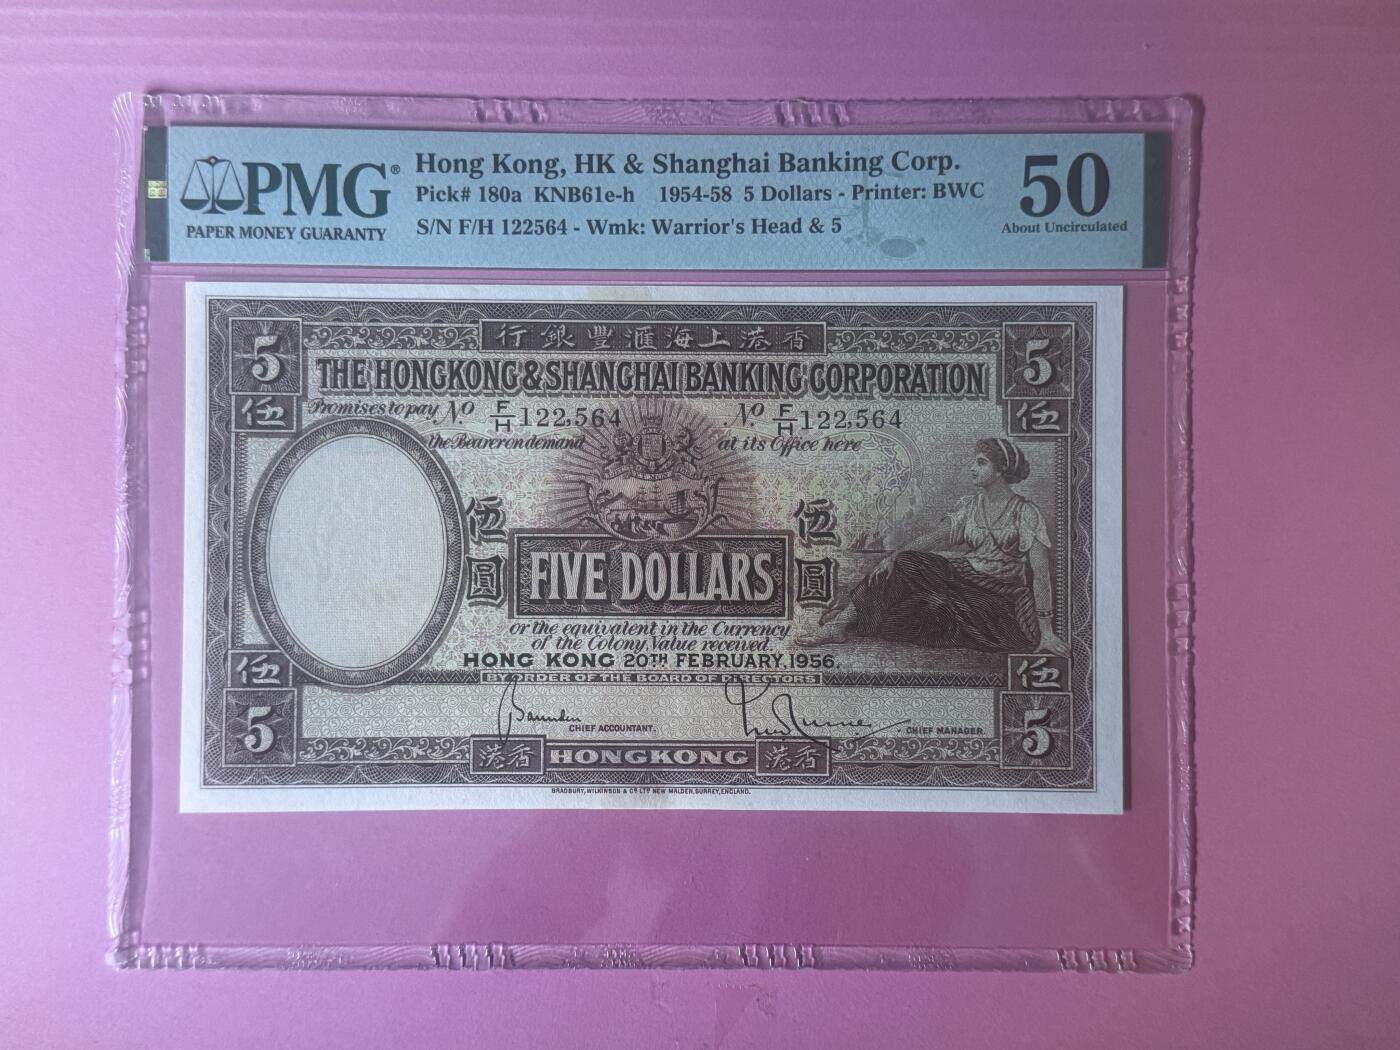 PMG®
PAPER MONEY GUARANTY
Hong Kong, HK & Shanghai Banking Corp.
Pick# 180a KNB61e-h 1954-58 5 Dollars - Printer: BWC
S/N F/H 122564 - Wmk: Warrior's Head & 5
50
About Uncirculated
行銀豐滙海上港香
5 5
THE HONGKONG & SHANGHAI BANKING CORPORATION
伍 伍
Promises to pay No F/H 122,564 No F/H 122,564
the Bearer on demand at its Office here
伍圓 伍圓
FIVE DOLLARS
or the equivalent in the Currency
of the Colony, Value received.
HONG KONG 20TH FEBRUARY, 1956.
BY ORDER OF THE BOARD OF DIRECTORS
伍 伍
5 5
CHIEF ACCOUNTANT. CHIEF MANAGER.
港香 HONGKONG 港香
BRADBURY, WILKINSON & Co LTD NEW MALDEN, SURREY, ENGLAND.